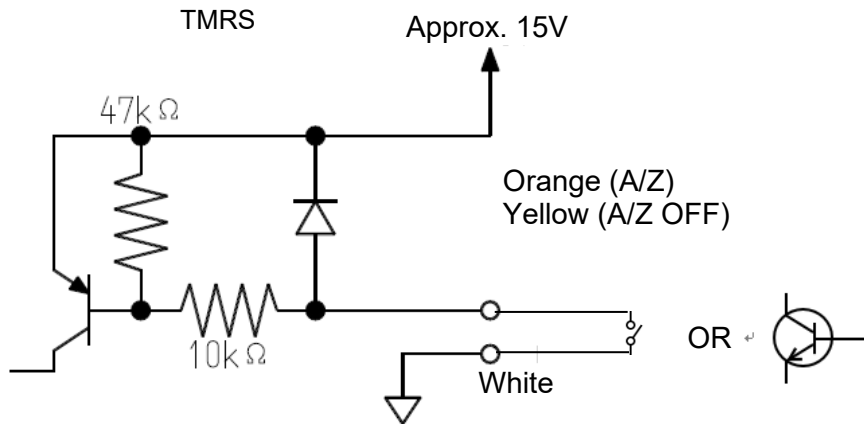 TMRS
Approx. 15V
47kΩ
Orange (A/Z)
Yellow (A/Z OFF)
10kΩ
OR ↵
White